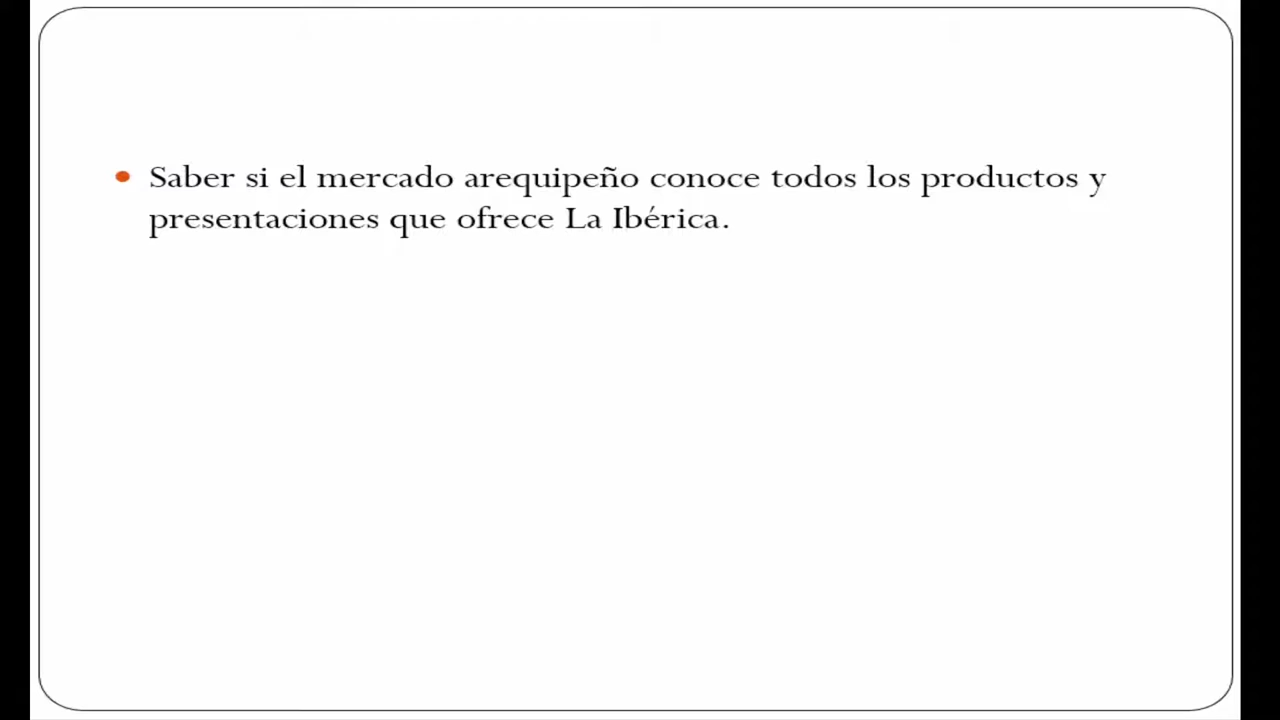 Saber si el mercado arequipeño conoce todos los productos y
presentaciones que ofrece La Ibérica.